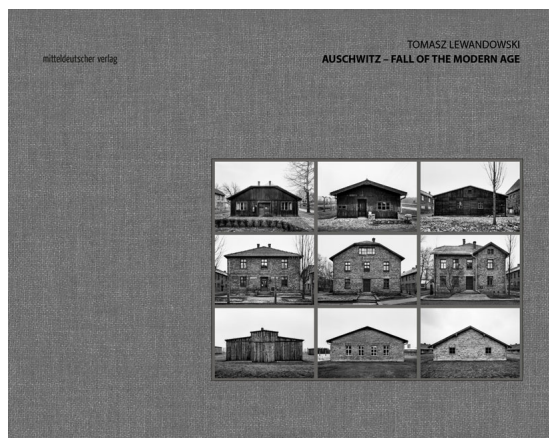 mitteldeutscher verlag
TOMASZ LEWANDOWSKI
AUSCHWITZ – FALL OF THE MODERN AGE